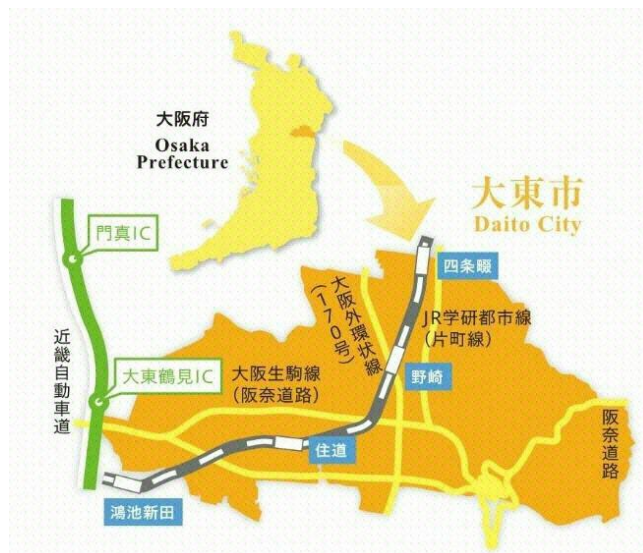 大阪府
Osaka
Prefecture
大東市
Daito City
門真IC
四条畷
大阪外環状線
(170号)
JR学研都市線
(片町線)
近畿自動車道
大東鶴見IC
大阪生駒線
(阪奈道路)
野崎
阪奈道路
住道
鴻池新田